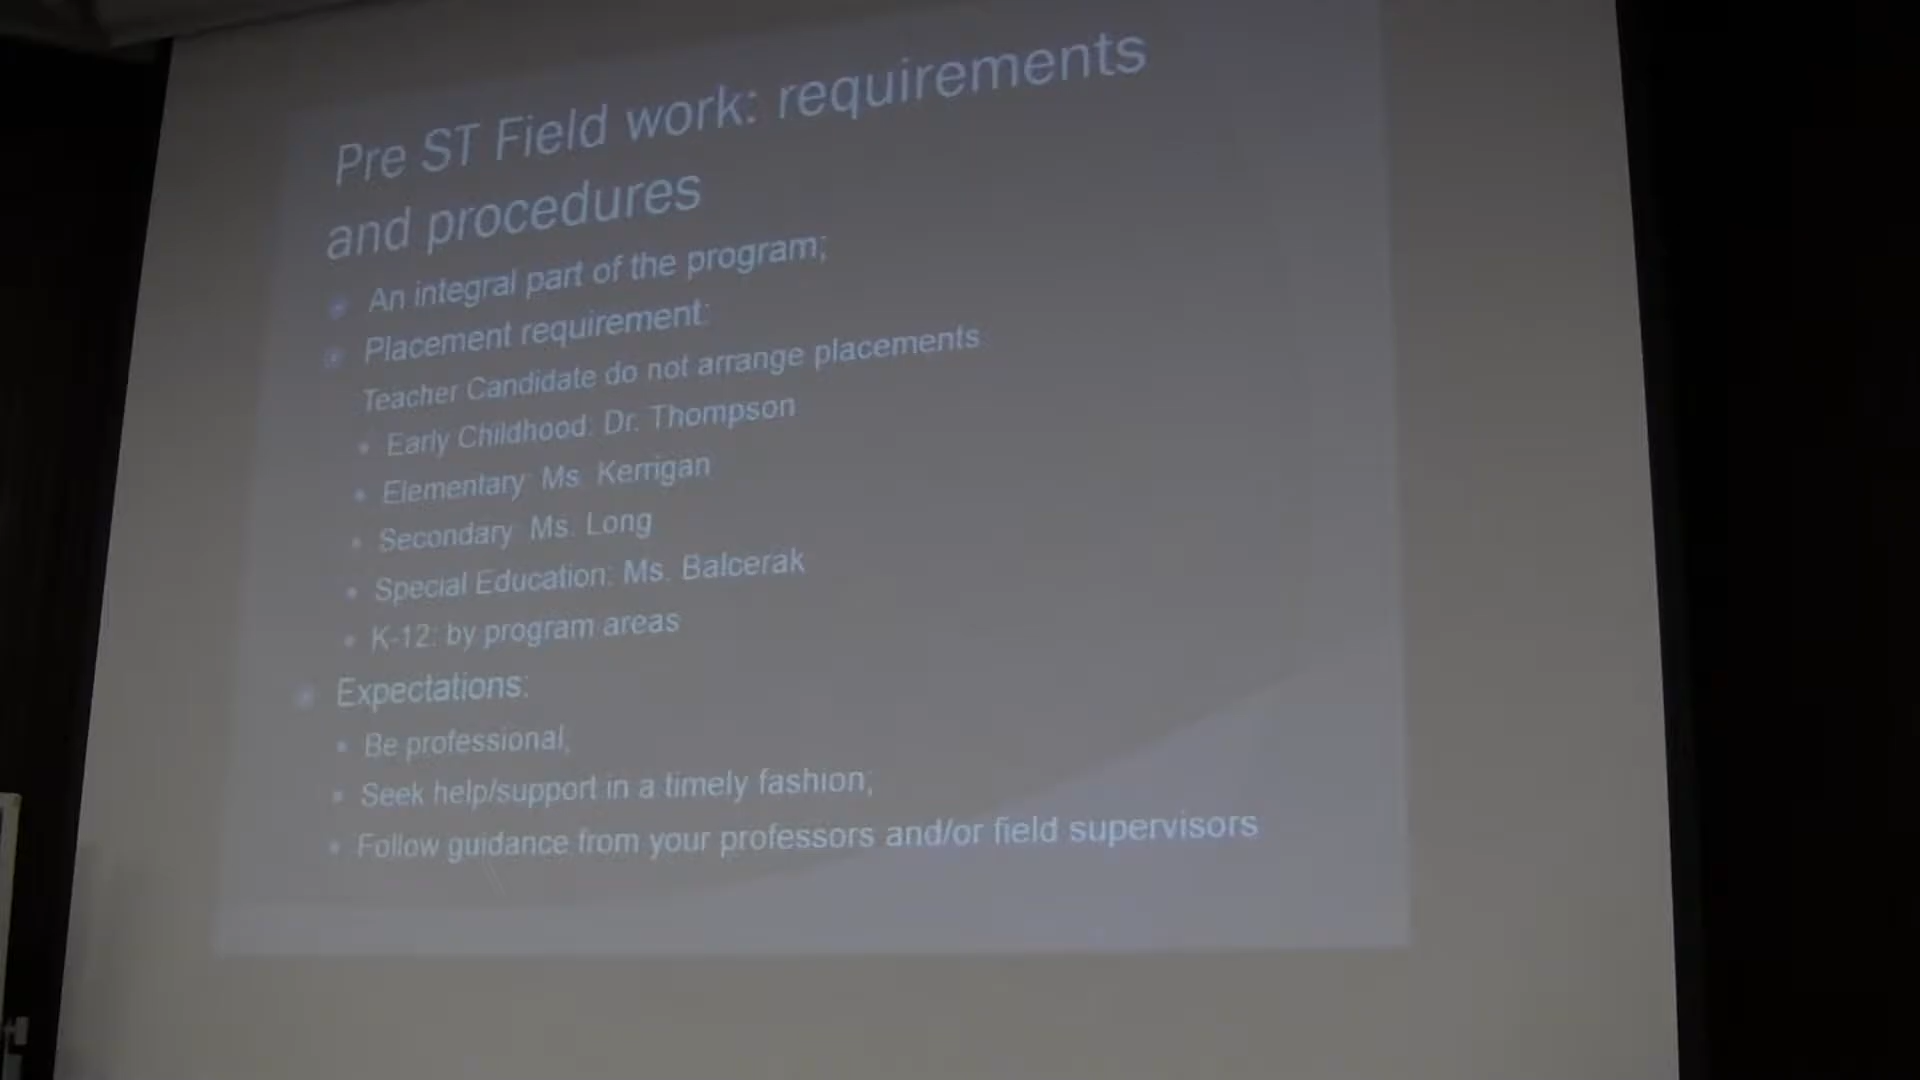 Pre ST Field work: requirements
and procedures
An integral part of the program;
Placement requirement:
Teacher Candidate do not arrange placements
Early Childhood: Dr. Thompson
Elementary: Ms. Kerrigan
Secondary: Ms. Long
Special Education: Ms. Balcerak
K-12: by program areas
Expectations:
Be professional,
Seek help/support in a timely fashion;
Follow guidance from your professors and/or field supervisors